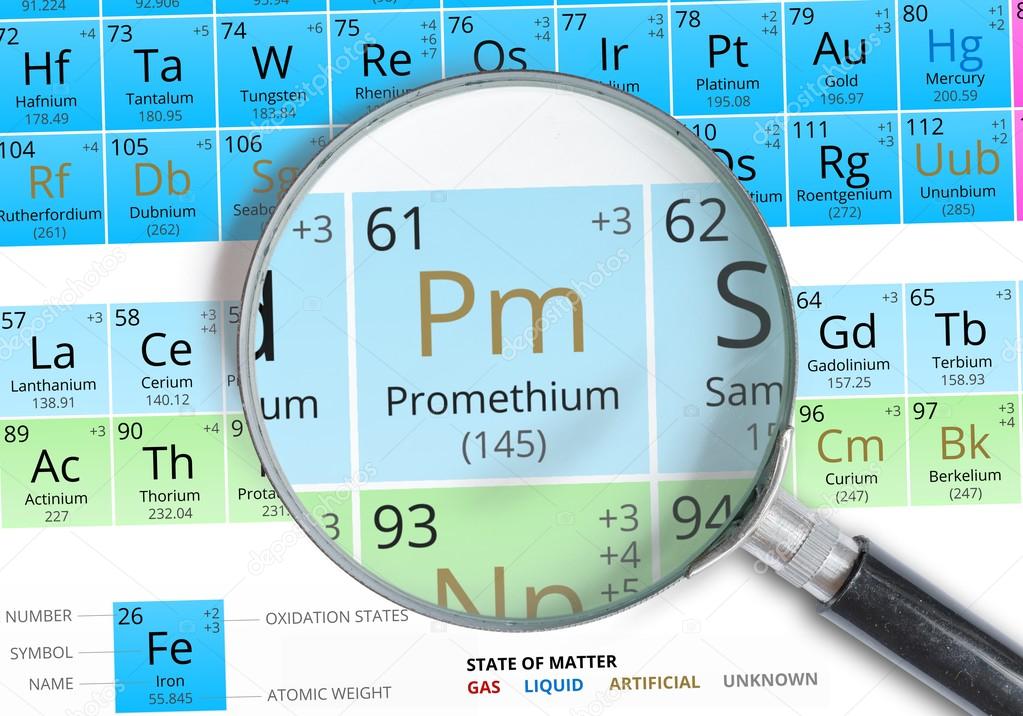 91.224
92.906
72 +4
Hf
Hafnium
178.49
73 +5
Ta
Tantalum
180.95
74 +6
W
Tungsten
183.84
75 +4
+6
+7
Re
76 +3
+4
Os
77 +3
+4
Ir
78 +2
+4
Pt
Platinum
195.08
79 +1
+3
Au
Gold
196.97
80 +1
+2
Hg
Mercury
200.59
104 +4
Rf
Rutherfordium
(261)
105 +5
Db
Dubnium
(262)
106
Sg
110 +2
+4
Ds
111 +1
+3
Rg
Roentgenium
(272)
112 +1
+2
Uub
Ununbium
(285)
+3
d
um
61 +3
Pm
Promethium
(145)
62
S
Sam
15
93 +3
+4
+5
Np
94
57 +3
La
Lanthanum
138.91
58 +3
+4
Ce
Cerium
140.12
64 +3
Gd
Gadolinium
157.25
65 +3
Tb
Terbium
158.93
89 +3
Ac
Actinium
227
90 +4
Th
Thorium
232.04
9
Prota
231.
96 +3
Cm
Curium
(247)
97 +3
+4
Bk
Berkelium
(247)
NUMBER
SYMBOL
NAME
26 +2
+3
Fe
Iron
55.845
OXIDATION STATES
ATOMIC WEIGHT
STATE OF MATTER
GAS LIQUID ARTIFICIAL UNKNOWN
depositphotos